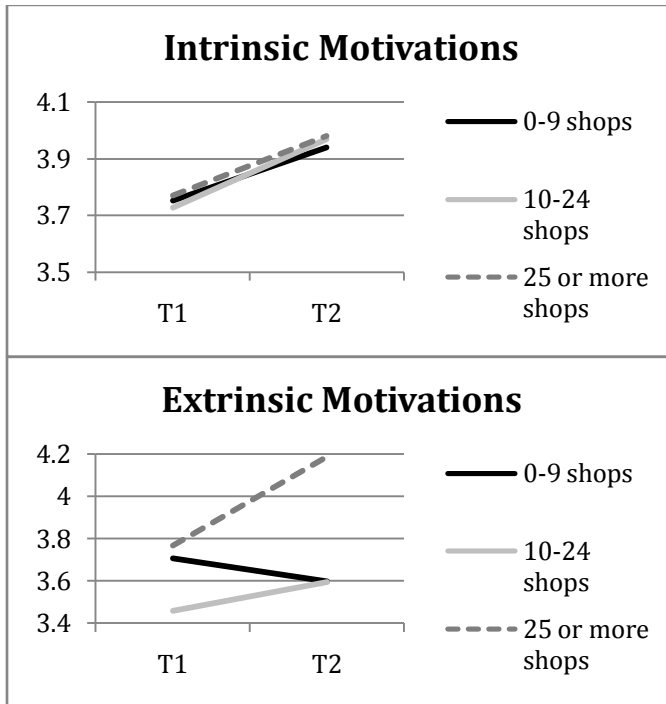 Intrinsic Motivations
4.1
3.9
3.7
3.5
T1 T2
0-9 shops
10-24
shops
25 or more
shops
Extrinsic Motivations
4.2
4
3.8
3.6
3.4
T1 T2
0-9 shops
10-24
shops
25 or more
shops